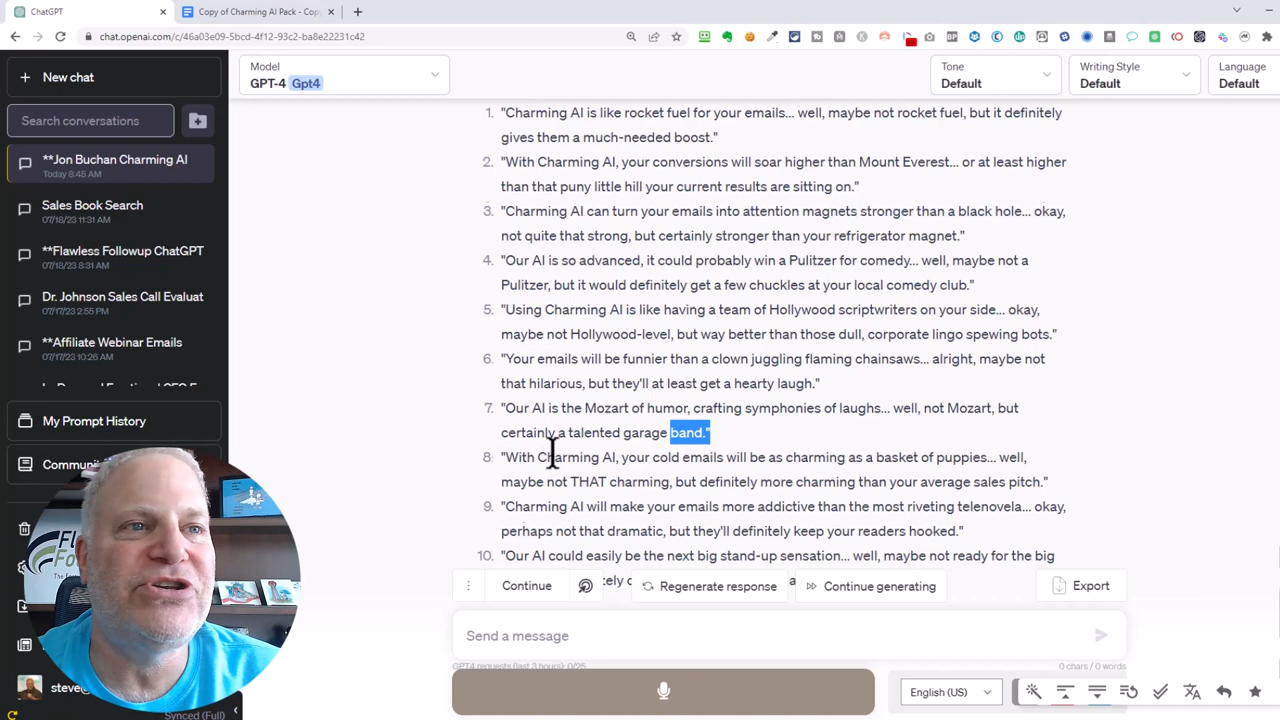 ChatGPT
Copy of Charming AI Pack - Copy
chat.openai.com/c/46a03e09-5bcd-4f12-93c2-ba8e22231c42
New chat
Search conversations
**Jon Buchan Charming AI
Today 8:45 AM
Sales Book Search
07/18/23 11:31 AM
**Flawless Followup ChatGPT
07/18/23 8:31 AM
Dr. Johnson Sales Call Evaluat
07/17/23 2:55 PM
**Affiliate Webinar Emails
07/17/23 10:26 AM
My Prompt History
Communi
steve@
Synced (Full)
Model
GPT-4 Gpt4
Tone
Default
Writing Style
Default
Language
Default
1. "Charming AI is like rocket fuel for your emails... well, maybe not rocket fuel, but it definitely
gives them a much-needed boost."
2. "With Charming AI, your conversions will soar higher than Mount Everest... or at least higher
than that puny little hill your current results are sitting on."
3. "Charming AI can turn your emails into attention magnets stronger than a black hole... okay,
not quite that strong, but certainly stronger than your refrigerator magnet."
4. "Our AI is so advanced, it could probably win a Pulitzer for comedy... well, maybe not a
Pulitzer, but it would definitely get a few chuckles at your local comedy club."
5. "Using Charming AI is like having a team of Hollywood scriptwriters on your side... okay,
maybe not Hollywood-level, but way better than those dull, corporate lingo spewing bots."
6. "Your emails will be funnier than a clown juggling flaming chainsaws... alright, maybe not
that hilarious, but they'll at least get a hearty laugh."
7. "Our AI is the Mozart of humor, crafting symphonies of laughs... well, not Mozart, but
certainly a talented garage band."
8. "With Charming AI, your cold emails will be as charming as a basket of puppies... well,
maybe not THAT charming, but definitely more charming than your average sales pitch."
9. "Charming AI will make your emails more addictive than the most riveting telenovela... okay,
perhaps not that dramatic, but they'll definitely keep your readers hooked."
10. "Our AI could easily be the next big stand-up sensation... well, maybe not ready for the big
Continue
Regenerate response
Continue generating
Export
Send a message
GPT4 requests (last 3 hours): 0/25
0 chars / 0 words
English (US)